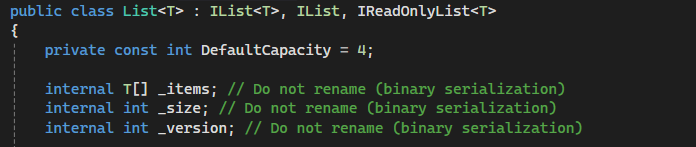 public class List<T> : IList<T>, IList, IReadOnlyList<T>
{
private const int DefaultCapacity = 4;
internal T[] _items; // Do not rename (binary serialization)
internal int _size; // Do not rename (binary serialization)
internal int _version; // Do not rename (binary serialization)